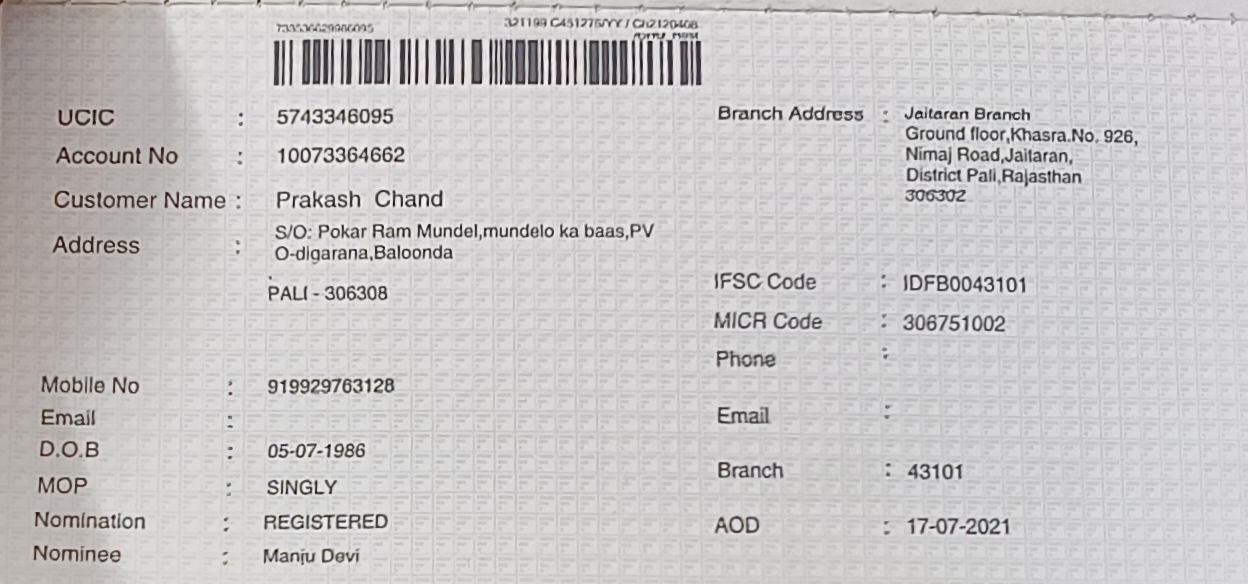 321199 C451276/YY / Ch2120408
UCIC : 5743346095
Account No : 10073364662
Customer Name : Prakash Chand
Address : S/O: Pokar Ram Mundel,mundelo ka baas,PV
O-digarana,Baloonda
.
PALI - 306308
Mobile No : 919929763128
Email :
D.O.B : 05-07-1986
MOP : SINGLY
Nomination : REGISTERED
Nominee : Manju Devi
Branch Address : Jaitaran Branch
Ground floor,Khasra.No. 926,
Nimaj Road,Jaitaran,
District Pali,Rajasthan
306302
IFSC Code : IDFB0043101
MICR Code : 306751002
Phone :
Email :
Branch : 43101
AOD : 17-07-2021